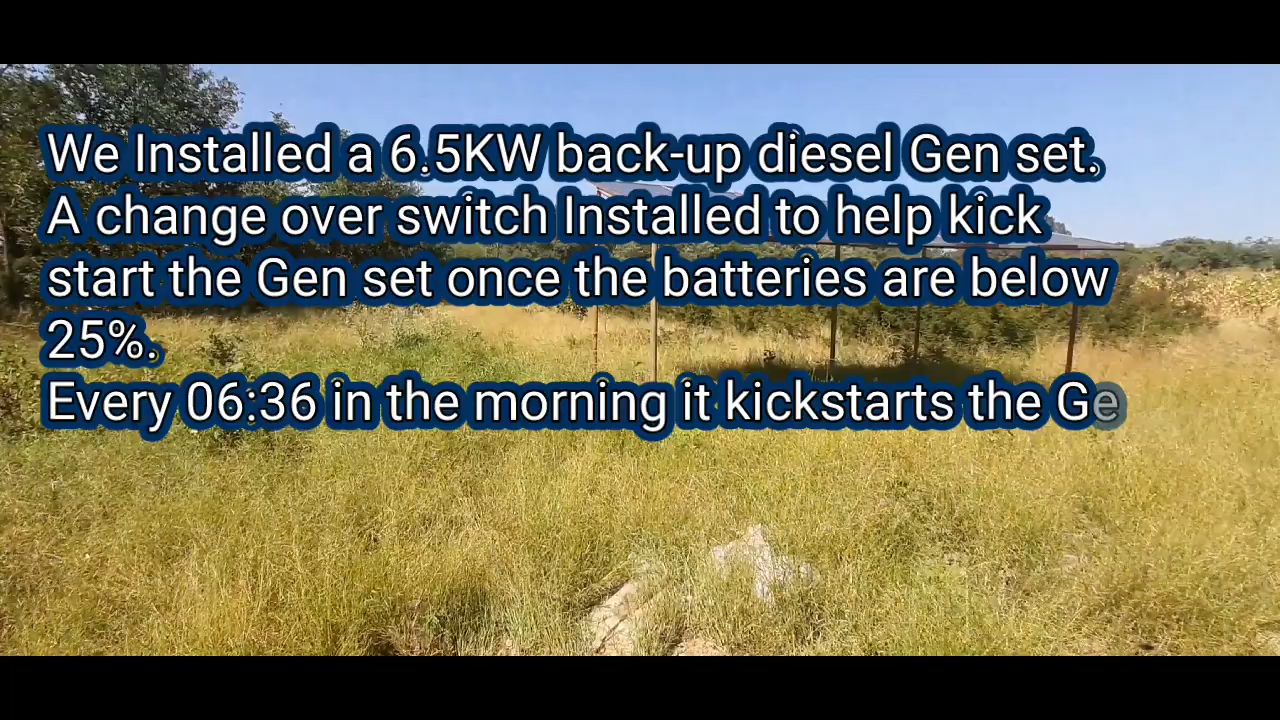 We Installed a 6.5KW back-up diesel Gen set.
A change over switch Installed to help kick
start the Gen set once the batteries are below
25%.
Every 06:36 in the morning it kickstarts the Ge